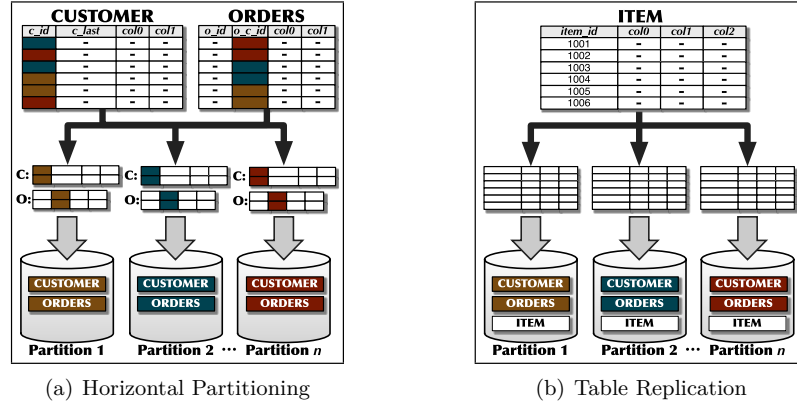 CUSTOMER ORDERS
c_id c_last col0 col1 o_id o_c_id col0 col1
- - - - - -
- - - - - -
- - - - - -
- - - - - -
- - - - - -
- - - - - -
C: C: C:
O: O: O:
CUSTOMER CUSTOMER CUSTOMER
ORDERS ORDERS ORDERS
Partition 1 Partition 2 ··· Partition n
(a) Horizontal Partitioning
ITEM
item_id col0 col1 col2
1001 - - -
1002 - - -
1003 - - -
1004 - - -
1005 - - -
1006 - - -
CUSTOMER CUSTOMER CUSTOMER
ORDERS ORDERS ORDERS
ITEM ITEM ITEM
Partition 1 Partition 2 ··· Partition n
(b) Table Replication